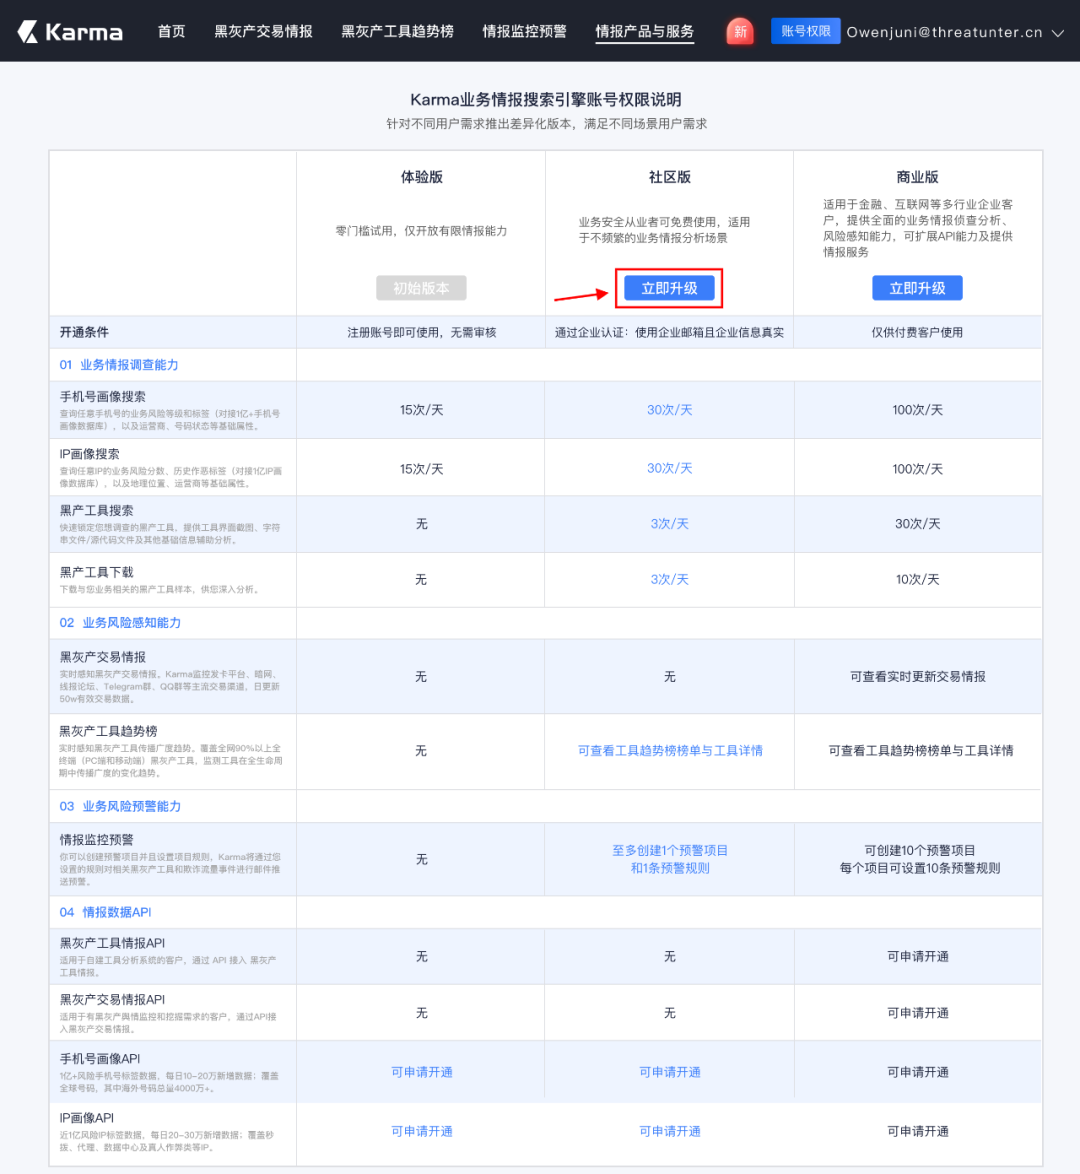 Karma 首页 黑灰产交易情报 黑灰产工具趋势榜 情报监控预警 情报产品与服务 新 账号权限 Owenjuni@threatunter.cn
Karma业务情报搜索引擎账号权限说明
针对不同用户需求推出差异化版本，满足不同场景用户需求
体验版
零门槛试用，仅开放有限情报能力
初始版本
社区版
业务安全从业者可免费使用，适用
于不频繁的业务情报分析场景
立即升级
商业版
适用于金融、互联网等多行业企业客
户，提供全面的业务情报侦查分析、
风险感知能力，可扩展API能力及提供
情报服务
立即升级
开通条件 注册账号即可使用，无需审核 通过企业认证：使用企业邮箱且企业信息真实 仅供付费客户使用
01 业务情报调查能力
手机号画像搜索
查询任意手机号的业务风险等级和标签（对接1亿+手机号
画像数据库），以及运营商、号码状态等基础属性。
15次/天 30次/天 100次/天
IP画像搜索
查询任意IP的业务风险分数、历史作恶标签（对接1亿IP画
像数据库），以及地理位置、运营商等基础属性。
15次/天 30次/天 100次/天
黑产工具搜索
快速锁定您想调查的黑产工具，提供工具界面截图、字符
串文件/源代码文件及其他基础信息辅助分析。
无 3次/天 30次/天
黑产工具下载
下载与您业务相关的黑产工具样本，供您深入分析。
无 3次/天 10次/天
02 业务风险感知能力
黑灰产交易情报
实时感知黑灰产交易情报。Karma监控发卡平台、暗网、
线报论坛、Telegram群、QQ群等主流交易渠道，日更新
50w有效交易数据。
无 无 可查看实时更新交易情报
黑灰产工具趋势榜
实时感知黑灰产工具传播广度趋势。覆盖全网90%以上全
终端（PC端和移动端）黑灰产工具，监测工具在全生命周
期中传播广度的变化趋势。
无 可查看工具趋势榜榜单与工具详情 可查看工具趋势榜榜单与工具详情
03 业务风险预警能力
情报监控预警
你可以创建预警项目并且设置项目规则，Karma将通过您
设置的规则对相关黑灰产工具和欺诈流量事件进行邮件推
送预警。
无
至多创建1个预警项目
和1条预警规则
可创建10个预警项目
每个项目可设置10条预警规则
04 情报数据API
黑灰产工具情报API
适用于自建工具分析系统的客户，通过 API 接入 黑灰产
工具情报。
无 无 可申请开通
黑灰产交易情报API
适用于有黑灰产舆情监控和挖掘需求的客户，通过API接
入黑灰产交易情报。
无 无 可申请开通
手机号画像API
1亿+风险手机号标签数据，每日10-20万新增数据；覆盖
全球号码，其中海外号码总量4000万+。
可申请开通 可申请开通 可申请开通
IP画像API
近1亿风险IP标签数据，每日20-30万新增数据；覆盖秒
拨、代理、数据中心及真人作弊类等IP。
可申请开通 可申请开通 可申请开通